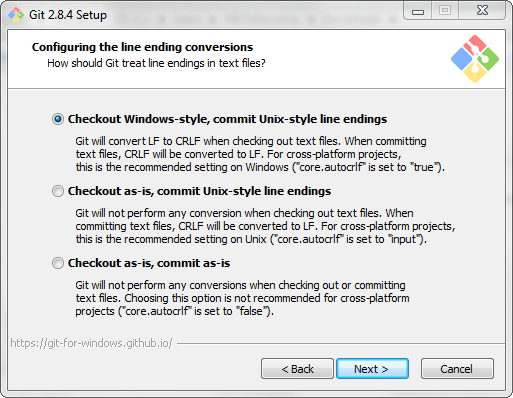 Git 2.8.4 Setup
Configuring the line ending conversions
How should Git treat line endings in text files?
Checkout Windows-style, commit Unix-style line endings
Git will convert LF to CRLF when checking out text files. When committing
text files, CRLF will be converted to LF. For cross-platform projects,
this is the recommended setting on Windows ("core.autocrlf" is set to "true").
Checkout as-is, commit Unix-style line endings
Git will not perform any conversion when checking out text files. When
committing text files, CRLF will be converted to LF. For cross-platform projects,
this is the recommended setting on Unix ("core.autocrlf" is set to "input").
Checkout as-is, commit as-is
Git will not perform any conversions when checking out or committing
text files. Choosing this option is not recommended for cross-platform
projects ("core.autocrlf" is set to "false").
https://git-for-windows.github.io/
< Back
Next >
Cancel